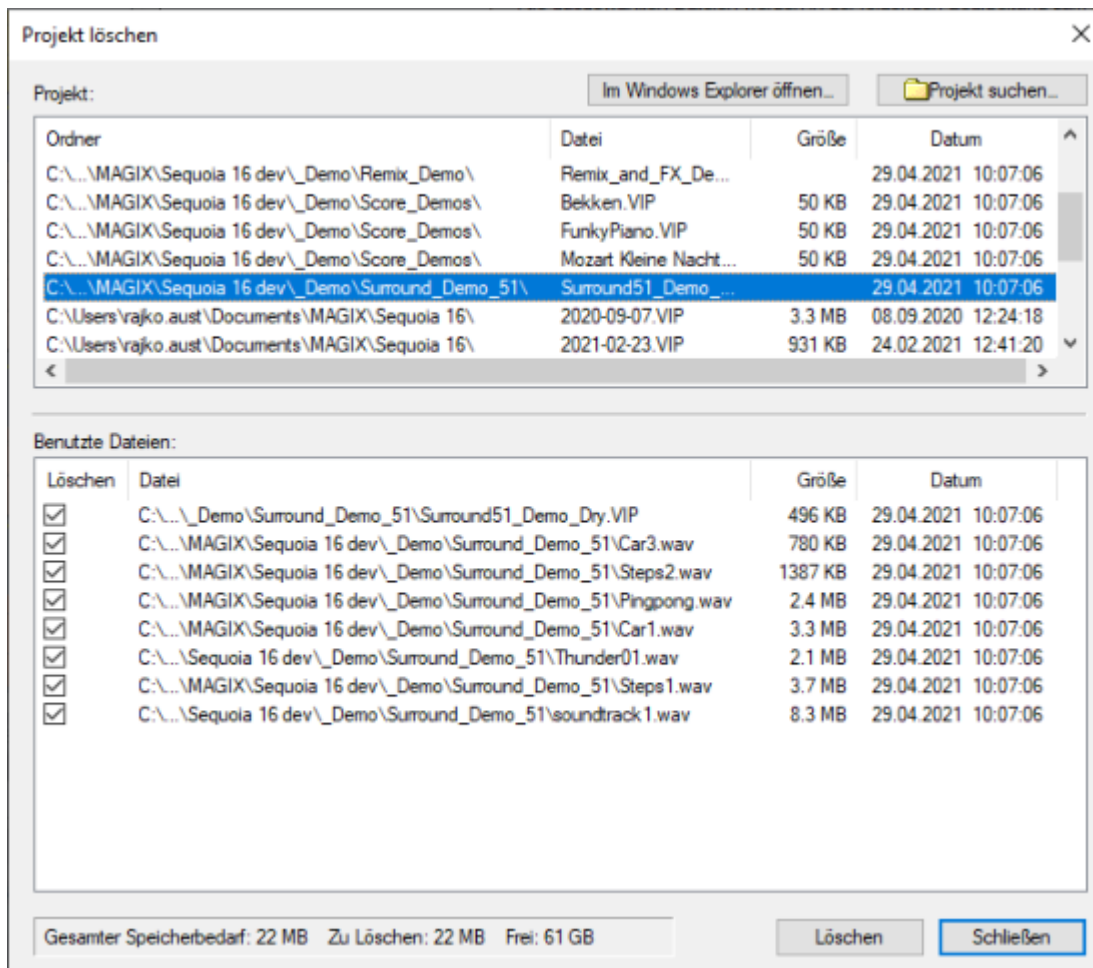 Projekt löschen
Projekt: Im Windows Explorer öffnen... Projekt suchen...
Ordner Datei Größe Datum
C:\...\MAGIX\Sequoia 16 dev\_Demo\Remix_Demo\ Remix_and_FX_De... 29.04.2021 10:07:06
C:\...\MAGIX\Sequoia 16 dev\_Demo\Score_Demos\ Bekken.VIP 50 KB 29.04.2021 10:07:06
C:\...\MAGIX\Sequoia 16 dev\_Demo\Score_Demos\ FunkyPiano.VIP 50 KB 29.04.2021 10:07:06
C:\...\MAGIX\Sequoia 16 dev\_Demo\Score_Demos\ Mozart Kleine Nacht... 50 KB 29.04.2021 10:07:06
C:\...\MAGIX\Sequoia 16 dev\_Demo\Surround_Demo_51\ Surround51_Demo_... 29.04.2021 10:07:06
C:\Users\rajko.aust\Documents\MAGIX\Sequoia 16\ 2020-09-07.VIP 3.3 MB 08.09.2020 12:24:18
C:\Users\rajko.aust\Documents\MAGIX\Sequoia 16\ 2021-02-23.VIP 931 KB 24.02.2021 12:41:20
Benutzte Dateien:
Löschen Datei Größe Datum
C:\...\_Demo\Surround_Demo_51\Surround51_Demo_Dry.VIP 496 KB 29.04.2021 10:07:06
C:\...\MAGIX\Sequoia 16 dev\_Demo\Surround_Demo_51\Car3.wav 780 KB 29.04.2021 10:07:06
C:\...\MAGIX\Sequoia 16 dev\_Demo\Surround_Demo_51\Steps2.wav 1387 KB 29.04.2021 10:07:06
C:\...\MAGIX\Sequoia 16 dev\_Demo\Surround_Demo_51\Pingpong.wav 2.4 MB 29.04.2021 10:07:06
C:\...\MAGIX\Sequoia 16 dev\_Demo\Surround_Demo_51\Car1.wav 3.3 MB 29.04.2021 10:07:06
C:\...\Sequoia 16 dev\_Demo\Surround_Demo_51\Thunder01.wav 2.1 MB 29.04.2021 10:07:06
C:\...\MAGIX\Sequoia 16 dev\_Demo\Surround_Demo_51\Steps1.wav 3.7 MB 29.04.2021 10:07:06
C:\...\Sequoia 16 dev\_Demo\Surround_Demo_51\soundtrack1.wav 8.3 MB 29.04.2021 10:07:06
Gesamter Speicherbedarf: 22 MB Zu Löschen: 22 MB Frei: 61 GB Löschen Schließen